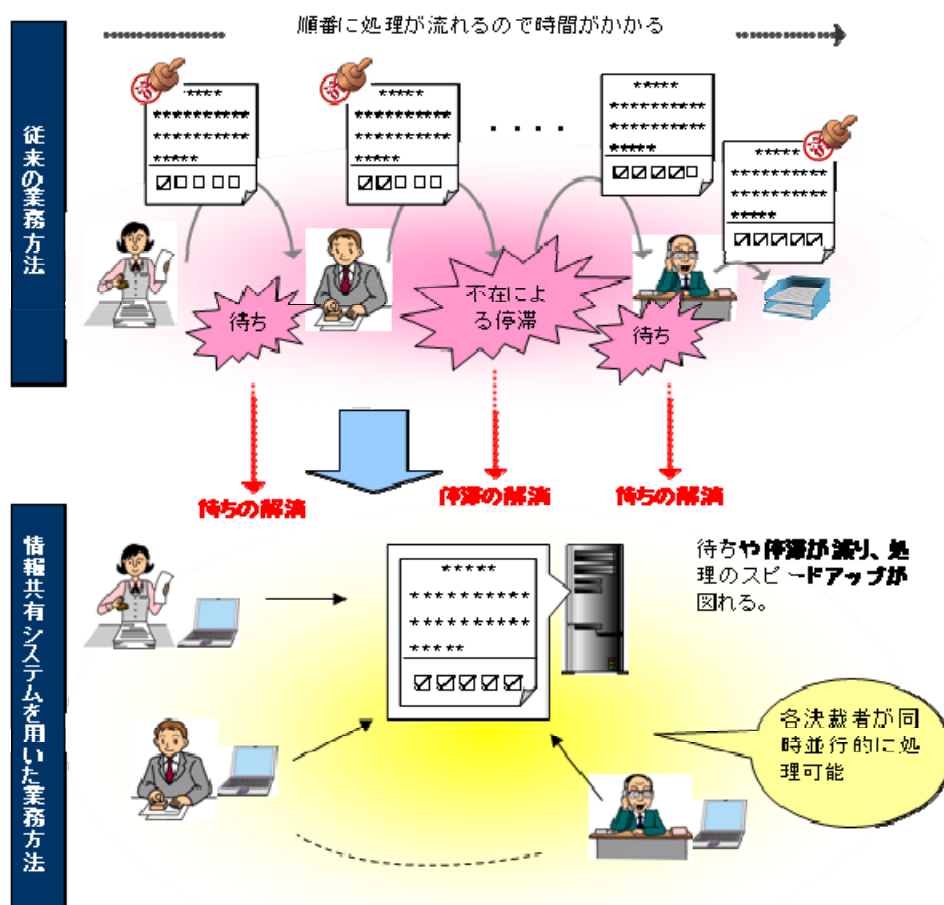 順番に処理が流れるので時間がかかる
従来の業務方法
*****
**********
**********
*****
*****
**********
**********
*****
・・・・
*****
**********
**********
*****
*****
**********
**********
*****
待ち
不在によ
る停滞
待ち
待ちの解消
停滞の解消
待ちの解消
情報共有システムを用いた業務方法
*****
**********
**********
*****
待ちや停滞が減り、処
理のスピードアップが
図れる。
各決裁者が同
時並行的に処
理可能